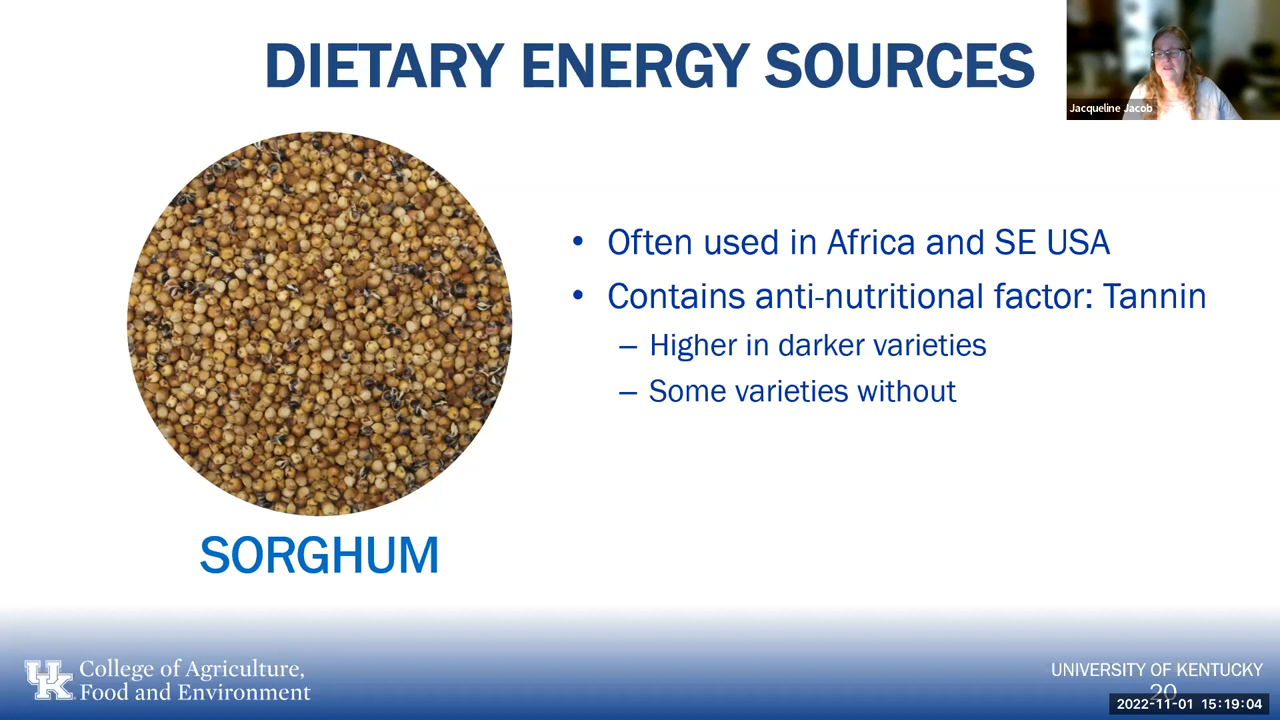 DIETARY ENERGY SOURCES
Jacqueline Jacob
• Often used in Africa and SE USA
• Contains anti-nutritional factor: Tannin
– Higher in darker varieties
– Some varieties without
SORGHUM
UK
College of Agriculture,
Food and Environment
UNIVERSITY OF KENTUCKY
20
2022-11-01 15:19:04